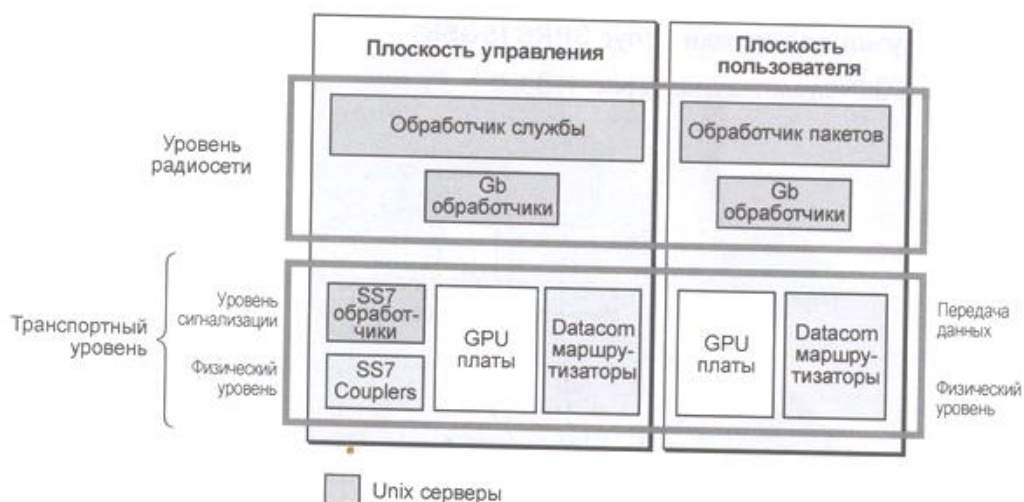 Плоскость управления
Плоскость
пользователя
Уровень
радиосети
Обработчик службы
Обработчик пакетов
Gb
обработчики
Gb
обработчики
Транспортный
уровень
Уровень
сигнализации
Физический
уровень
SS7
обработ-
чики
SS7
Couplers
GPU
платы
Datacom
маршру-
тизаторы
GPU
платы
Datacom
маршру-
тизаторы
Передача
данных
Физический
уровень
Unix серверы